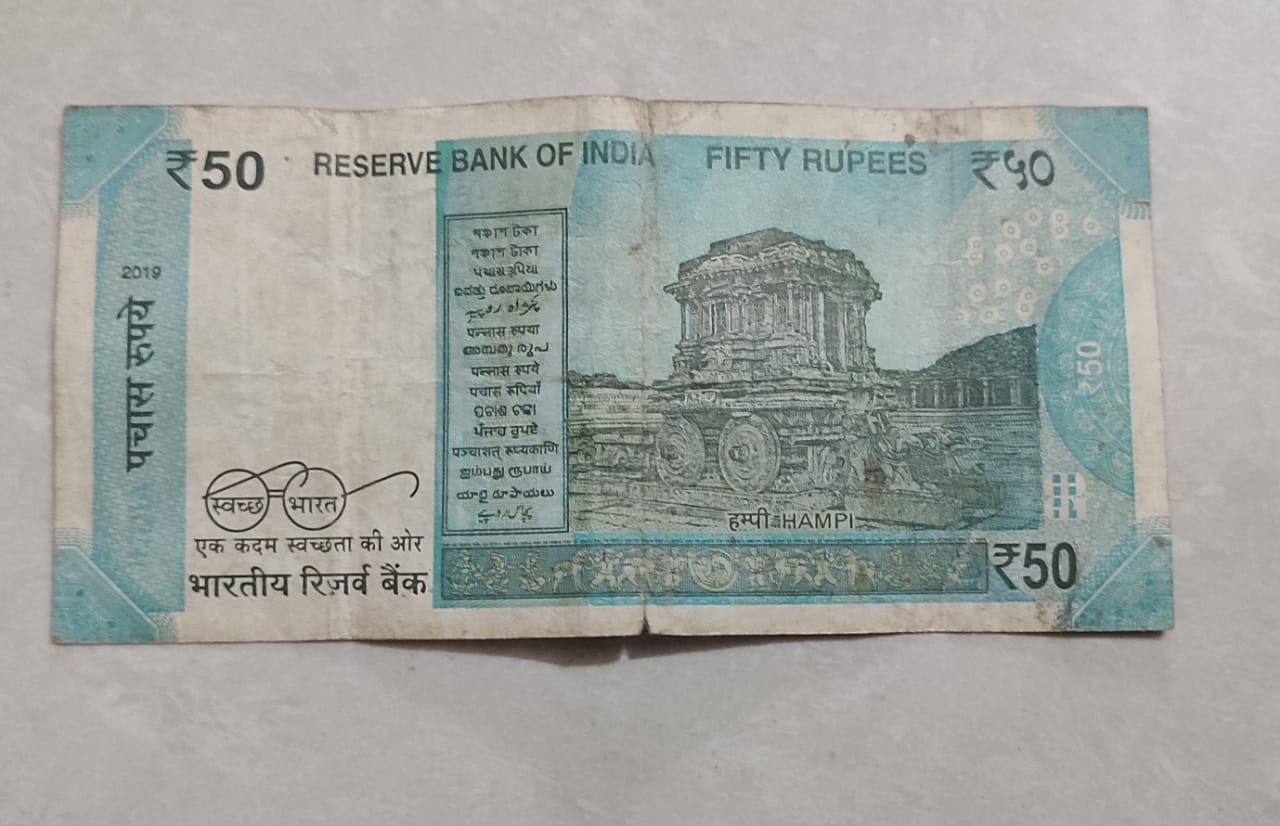 ₹50 RESERVE BANK OF INDIA FIFTY RUPEES ₹५०
2019
पचास रुपये
পঞ্চাশ টকা
পঞ্চাশ টাকা
પચાસ રૂપિયા
ಐವತ್ತು ರೂಪಾಯಿಗಳು
पन्नास रुपया
അമ്പതു രൂപ
पन्नास रुपये
पचास रूपियाँ
ପଚାଶ ଟଙ୍କା
ਪੰਜਾਹ ਰੁਪਏ
पञ्चाशत् रूप्यकाणि
ஐம்பது ரூபாய்
యాభై రూపాయలు
پچاس روپیے
₹50
स्वच्छ भारत
एक कदम स्वच्छता की ओर
भारतीय रिज़र्व बैंक
हम्पी HAMPI
₹50